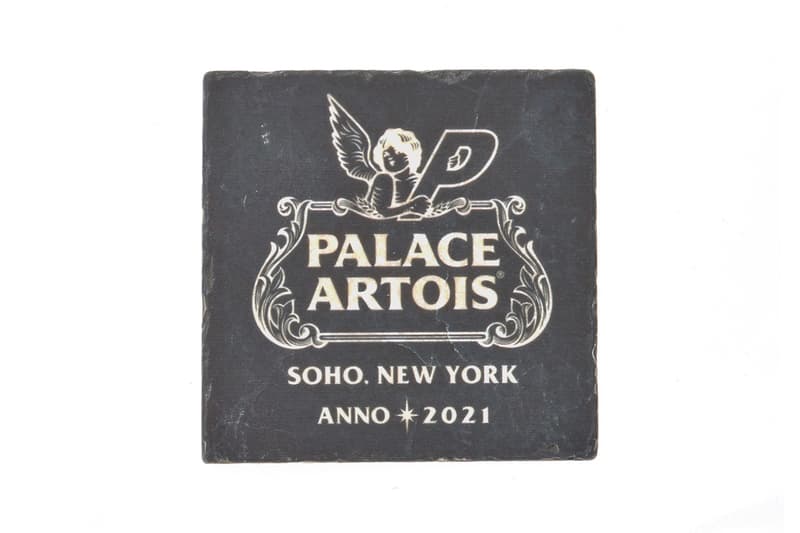 P
PALACE
ARTOIS®
SOHO. NEW YORK
ANNO ✴ 2021